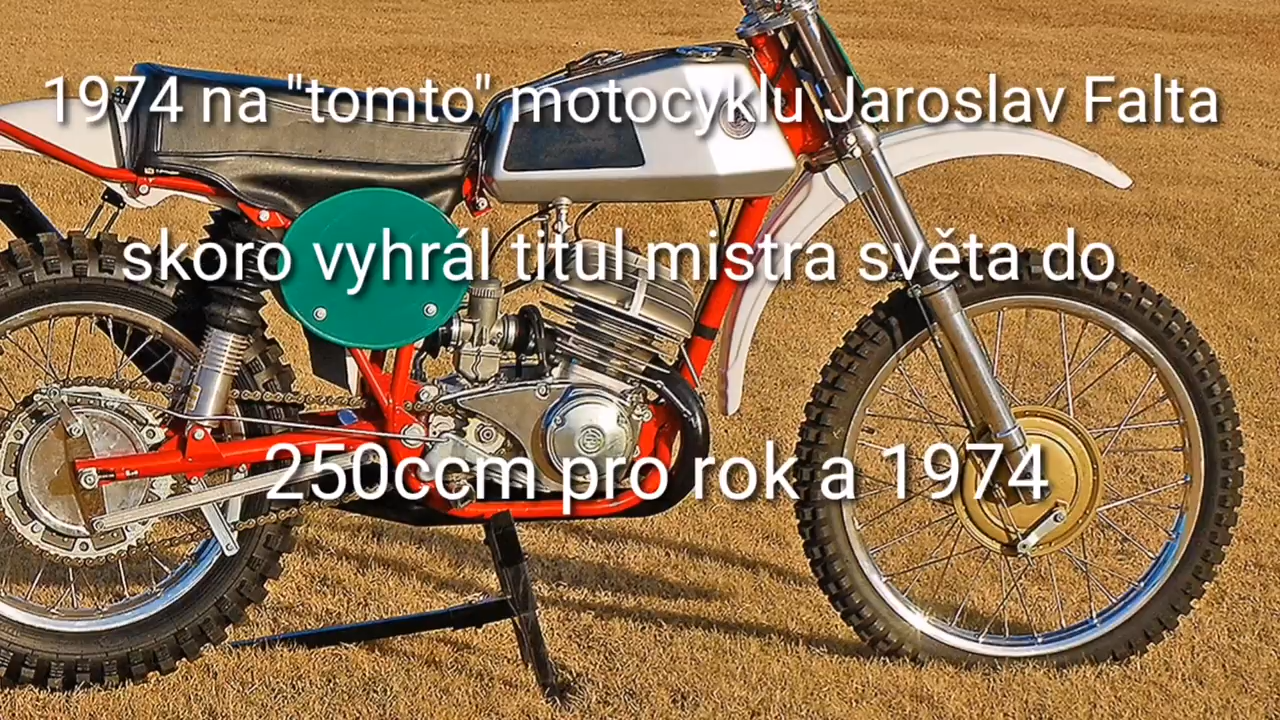 1974 na "tomto" motocyklu Jaroslav Falta
skoro vyhrál titul mistra světa do
250ccm pro rok a 1974